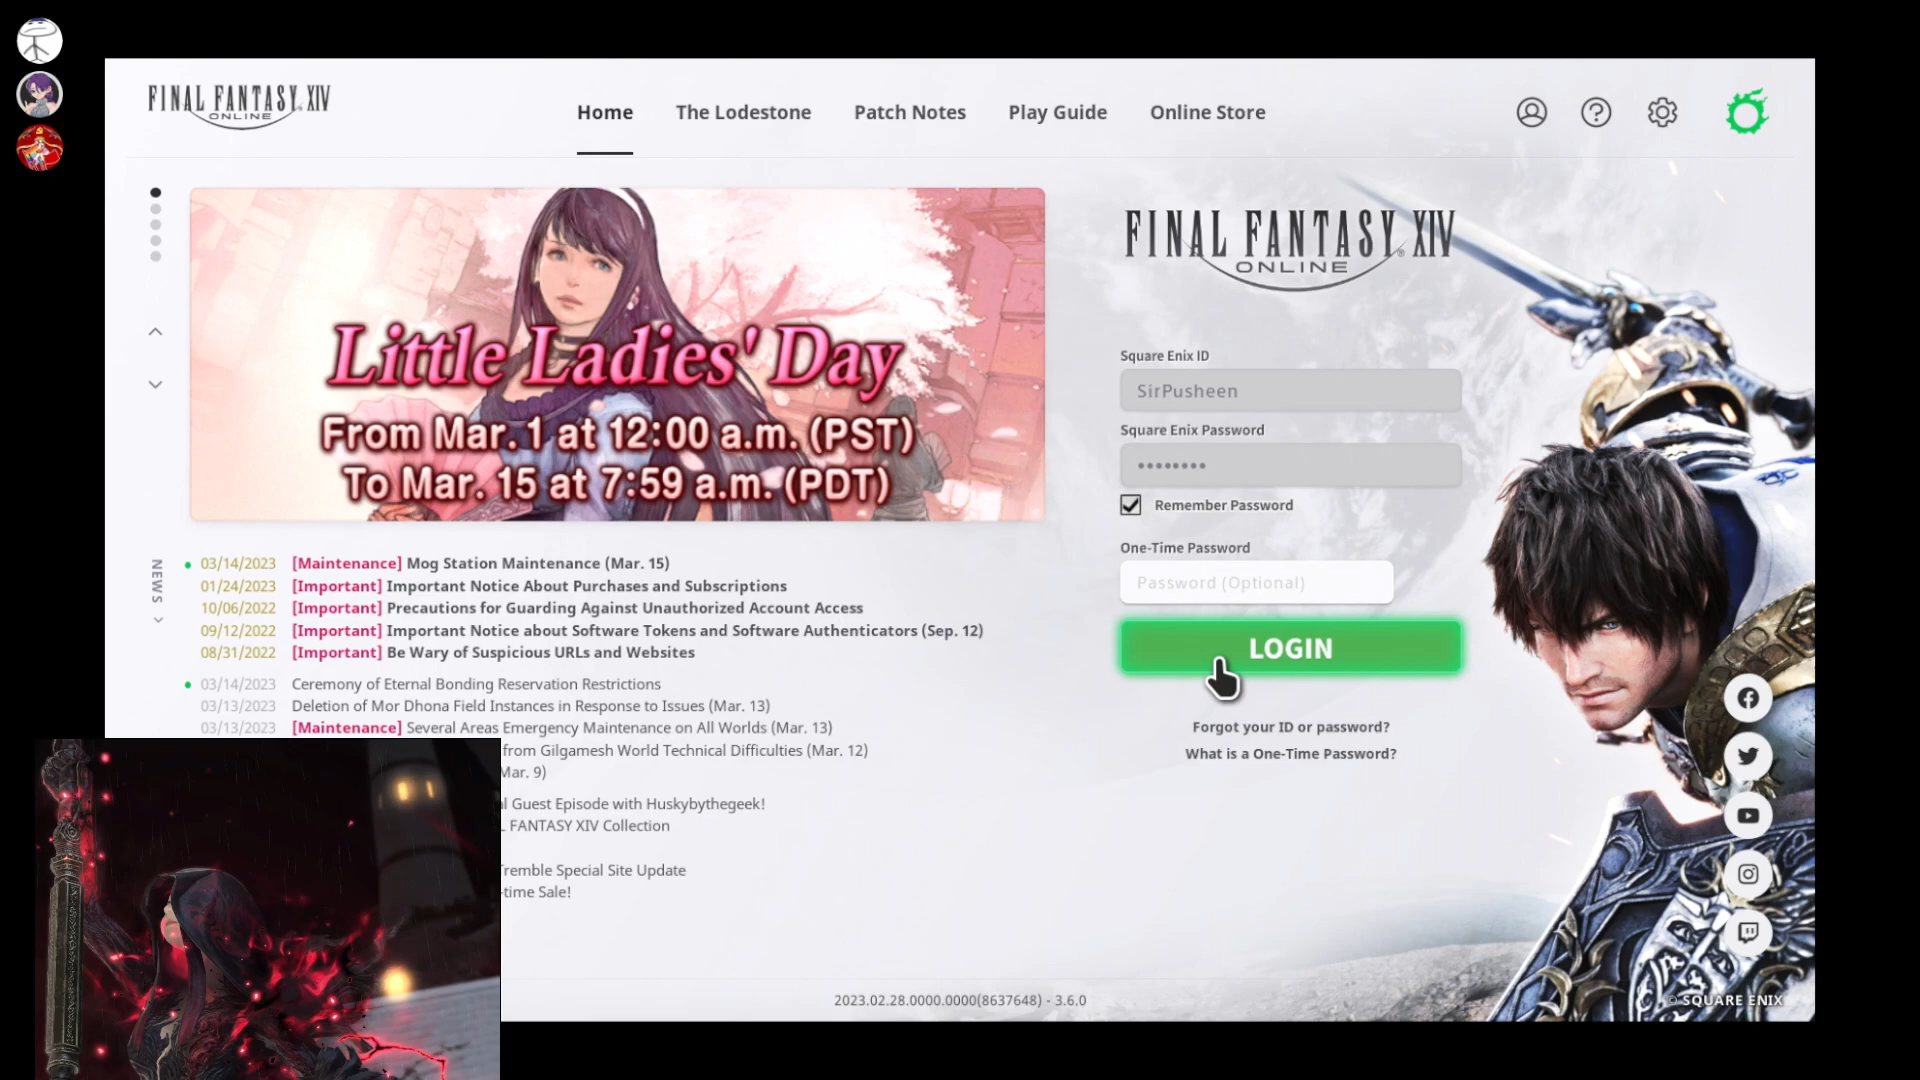 FINAL FANTASY XIV
ONLINE
Home
The Lodestone
Patch Notes
Play Guide
Online Store
Little Ladies' Day
From Mar. 1 at 12:00 a.m. (PST)
To Mar. 15 at 7:59 a.m. (PDT)
NEWS
03/14/2023 [Maintenance] Mog Station Maintenance (Mar. 15)
01/24/2023 [Important] Important Notice About Purchases and Subscriptions
10/06/2022 [Important] Precautions for Guarding Against Unauthorized Account Access
09/12/2022 [Important] Important Notice about Software Tokens and Software Authenticators (Sep. 12)
08/31/2022 [Important] Be Wary of Suspicious URLs and Websites
03/14/2023 Ceremony of Eternal Bonding Reservation Restrictions
03/13/2023 Deletion of Mor Dhona Field Instances in Response to Issues (Mar. 13)
03/13/2023 [Maintenance] Several Areas Emergency Maintenance on All Worlds (Mar. 13)
from Gilgamesh World Technical Difficulties (Mar. 12)
Mar. 9)
Guest Episode with Huskybythegeek!
FANTASY XIV Collection
Tremble Special Site Update
-time Sale!
FINAL FANTASY XIV
ONLINE
Square Enix ID
SirPusheen
Square Enix Password
••••••••
Remember Password
One-Time Password
Password (Optional)
LOGIN
Forgot your ID or password?
What is a One-Time Password?
2023.02.28.0000.0000(8637648) - 3.6.0
© SQUARE ENIX